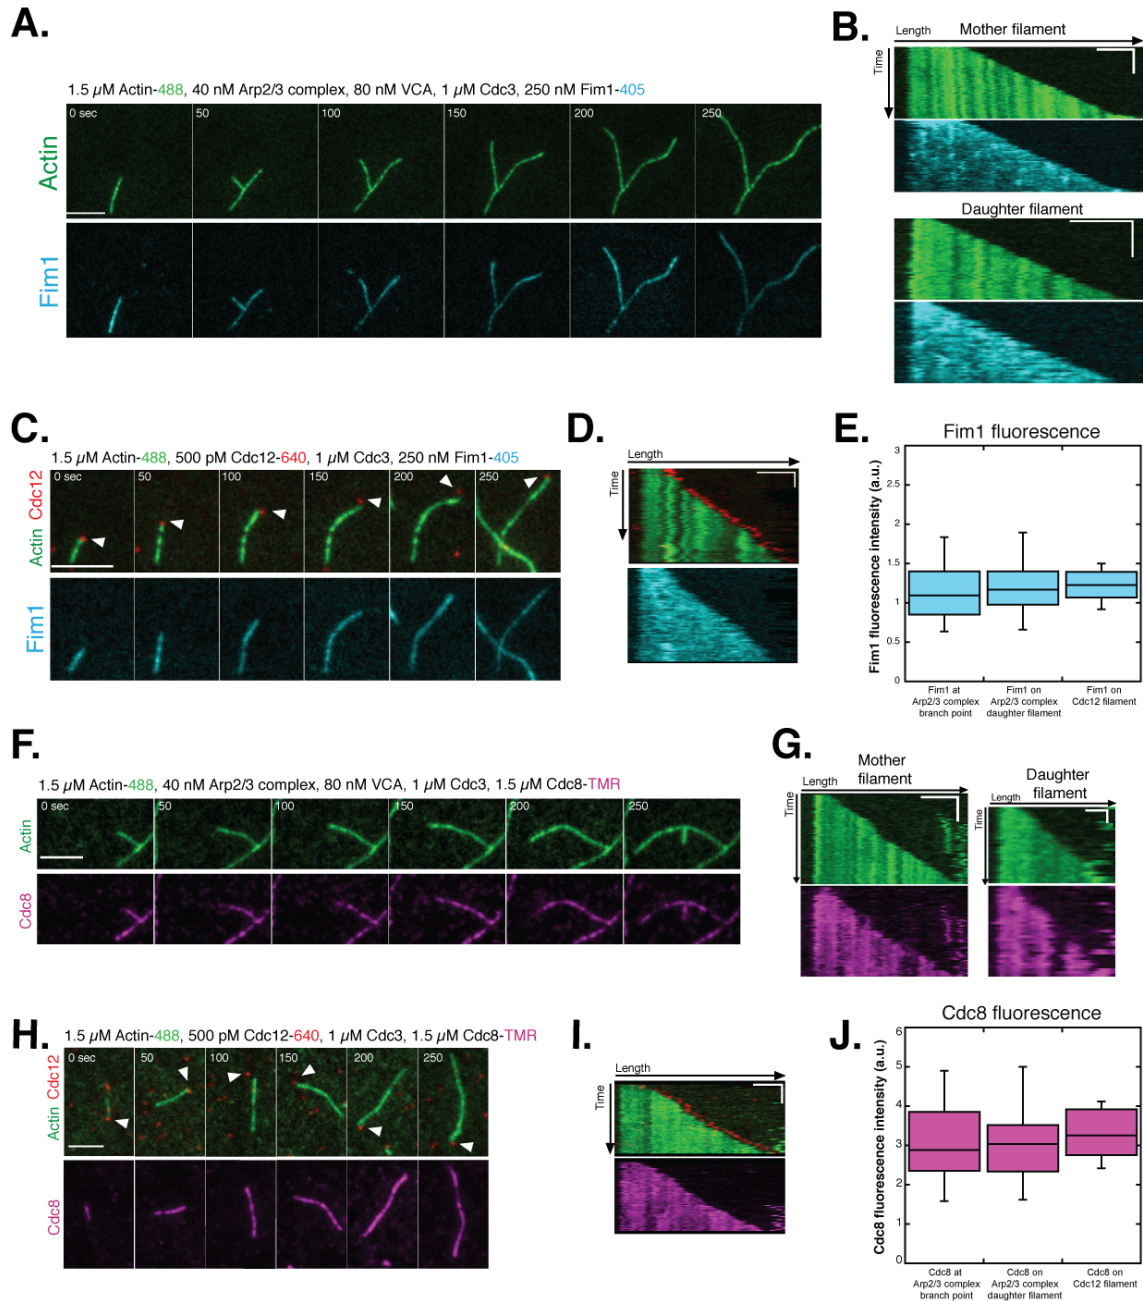 A.
1.5 µM Actin-488, 40 nM Arp2/3 complex, 80 nM VCA, 1 µM Cdc3, 250 nM Fim1-405
0 sec 50 100 150 200 250
Actin
Fim1
B.
Length Mother filament
Time
Daughter filament
C.
1.5 µM Actin-488, 500 pM Cdc12-640, 1 µM Cdc3, 250 nM Fim1-405
0 sec 50 100 150 200 250
Actin Cdc12
Fim1
D.
Length
Time
E.
Fim1 fluorescence
Fim1 fluorescence intensity (a.u.)
3
2.5
2
1.5
1
0.5
0
Fim1 at
Arp2/3 complex
branch point
Fim1 on
Arp2/3 complex
daughter filament
Fim1 on
Cdc12 filament
F.
1.5 µM Actin-488, 40 nM Arp2/3 complex, 80 nM VCA, 1 µM Cdc3, 1.5 µM Cdc8-TMR
0 sec 50 100 150 200 250
Actin
Cdc8
G.
Mother
filament
Length
Time
Daughter
filament
Length
Time
H.
1.5 µM Actin-488, 500 pM Cdc12-640, 1 µM Cdc3, 1.5 µM Cdc8-TMR
0 sec 50 100 150 200 250
Actin Cdc12
Cdc8
I.
Length
Time
J.
Cdc8 fluorescence
Cdc8 fluorescence intensity (a.u.)
6
5
4
3
2
1
0
Cdc8 at
Arp2/3 complex
branch point
Cdc8 on
Arp2/3 complex
daughter filament
Cdc8 on
Cdc12 filament